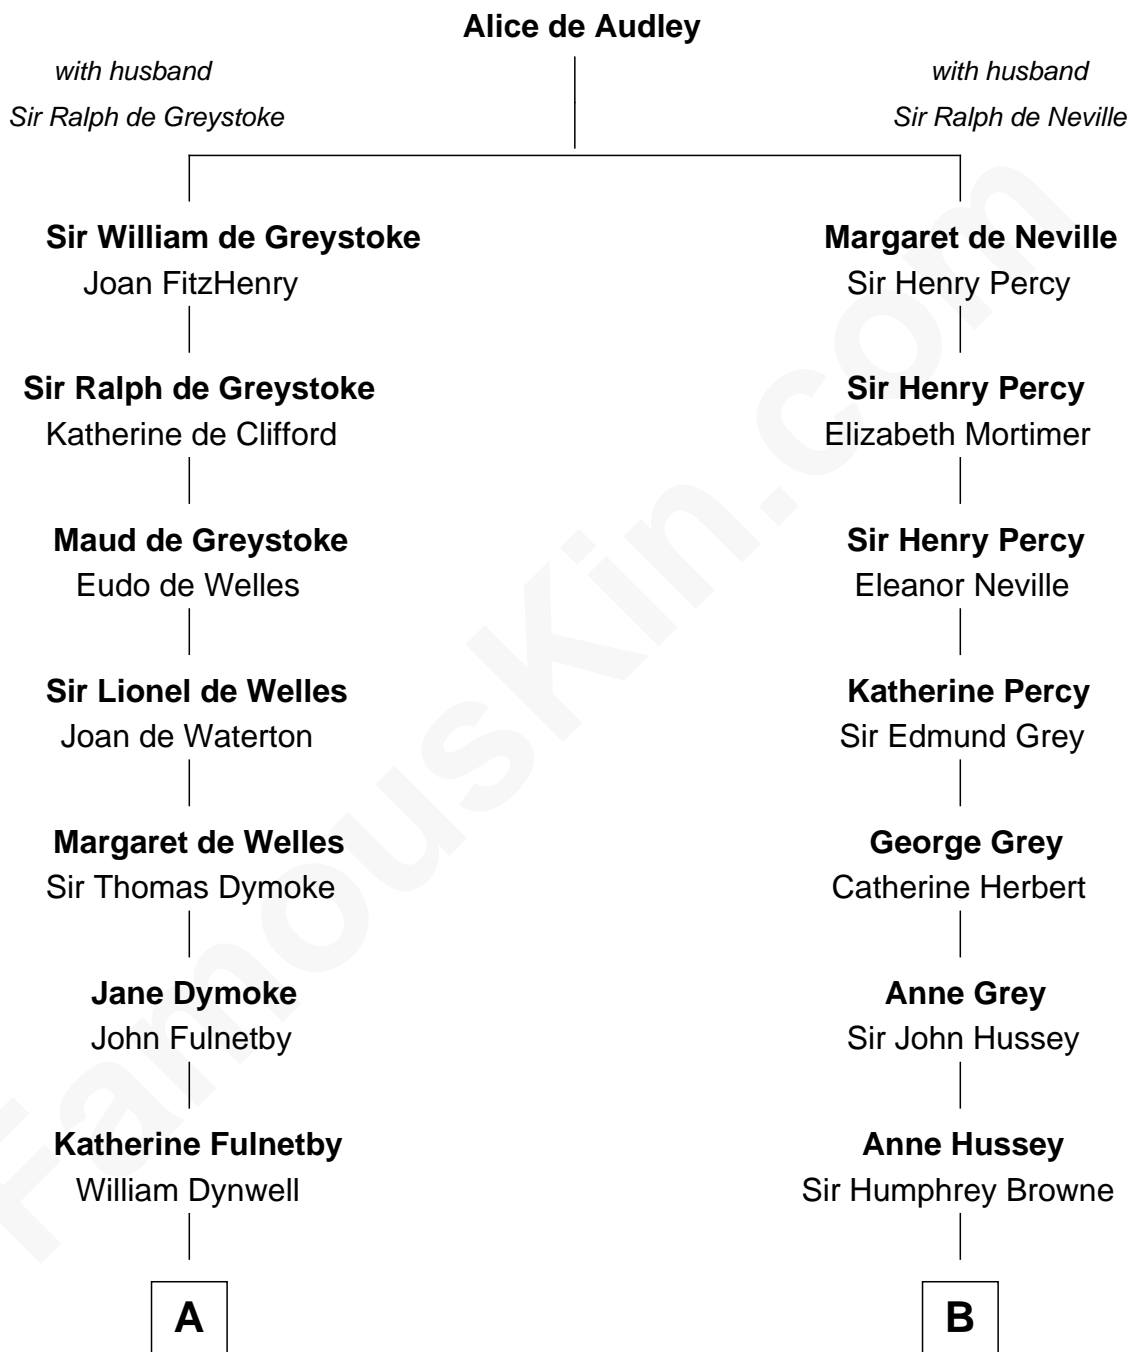 Alice de Audley
with husband
Sir Ralph de Greystoke
with husband
Sir Ralph de Neville
Sir William de Greystoke
Joan FitzHenry
Sir Ralph de Greystoke
Katherine de Clifford
Maud de Greystoke
Eudo de Welles
Sir Lionel de Welles
Joan de Waterton
Margaret de Welles
Sir Thomas Dymoke
Jane Dymoke
John Fulnetby
Katherine Fulnetby
William Dynwell
A
Margaret de Neville
Sir Henry Percy
Sir Henry Percy
Elizabeth Mortimer
Sir Henry Percy
Eleanor Neville
Katherine Percy
Sir Edmund Grey
George Grey
Catherine Herbert
Anne Grey
Sir John Hussey
Anne Hussey
Sir Humphrey Browne
B
FamousKin.com